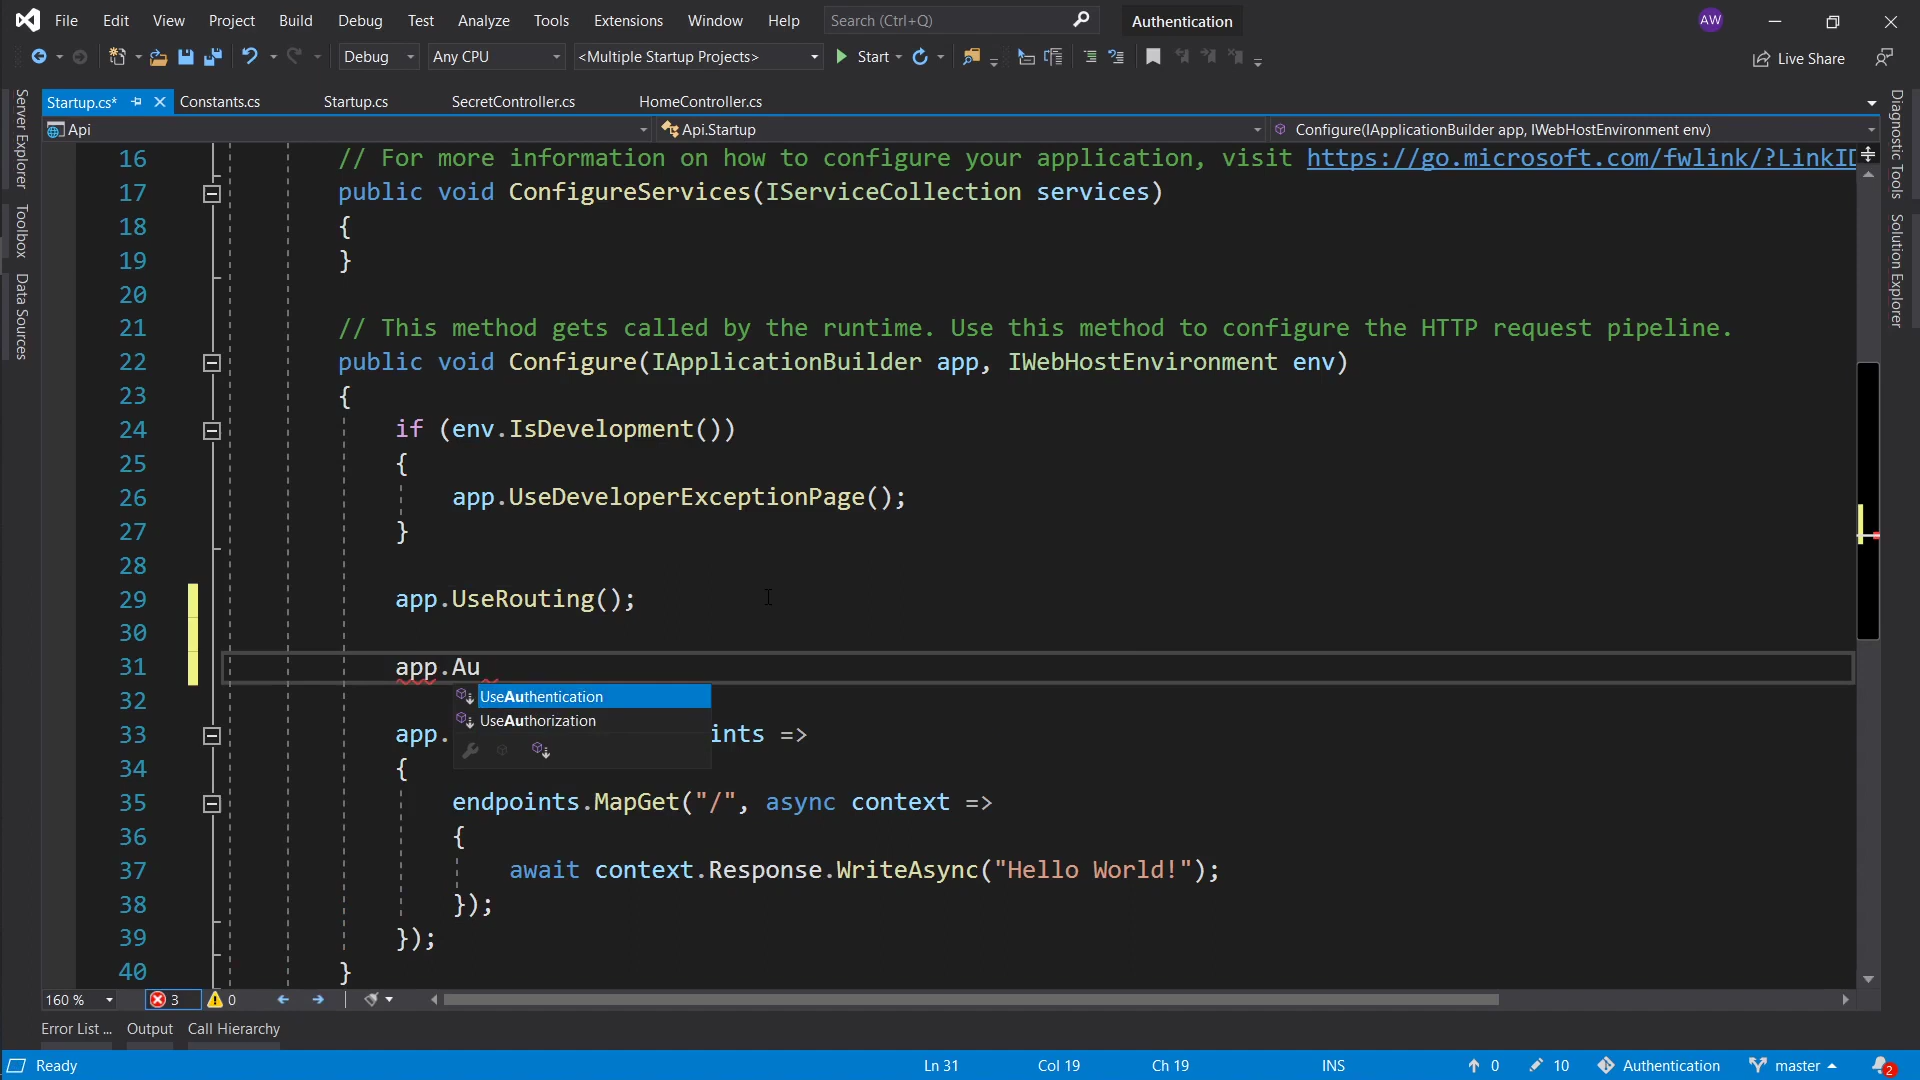 File Edit View Project Build Debug Test Analyze Tools Extensions Window Help Search (Ctrl+Q) Authentication AW
Debug Any CPU <Multiple Startup Projects> Start Live Share
Startup.cs* Constants.cs Startup.cs SecretController.cs HomeController.cs
Api Api.Startup Configure(IApplicationBuilder app, IWebHostEnvironment env)
Server Explorer
Toolbox
Data Sources
Diagnostic Tools
Solution Explorer
16 // For more information on how to configure your application, visit https://go.microsoft.com/fwlink/?LinkID
17 public void ConfigureServices(IServiceCollection services)
18 {
19 }
20
21 // This method gets called by the runtime. Use this method to configure the HTTP request pipeline.
22 public void Configure(IApplicationBuilder app, IWebHostEnvironment env)
23 {
24 if (env.IsDevelopment())
25 {
26 app.UseDeveloperExceptionPage();
27 }
28
29 app.UseRouting();
30
31 app.Au
UseAuthentication
32
UseAuthorization
33 app. ints =>
34 {
35 endpoints.MapGet("/", async context =>
36 {
37 await context.Response.WriteAsync("Hello World!");
38 });
39 });
40 }
160 % 3 0
Error List ... Output Call Hierarchy
Ready Ln 31 Col 19 Ch 19 INS 0 10 Authentication master 2